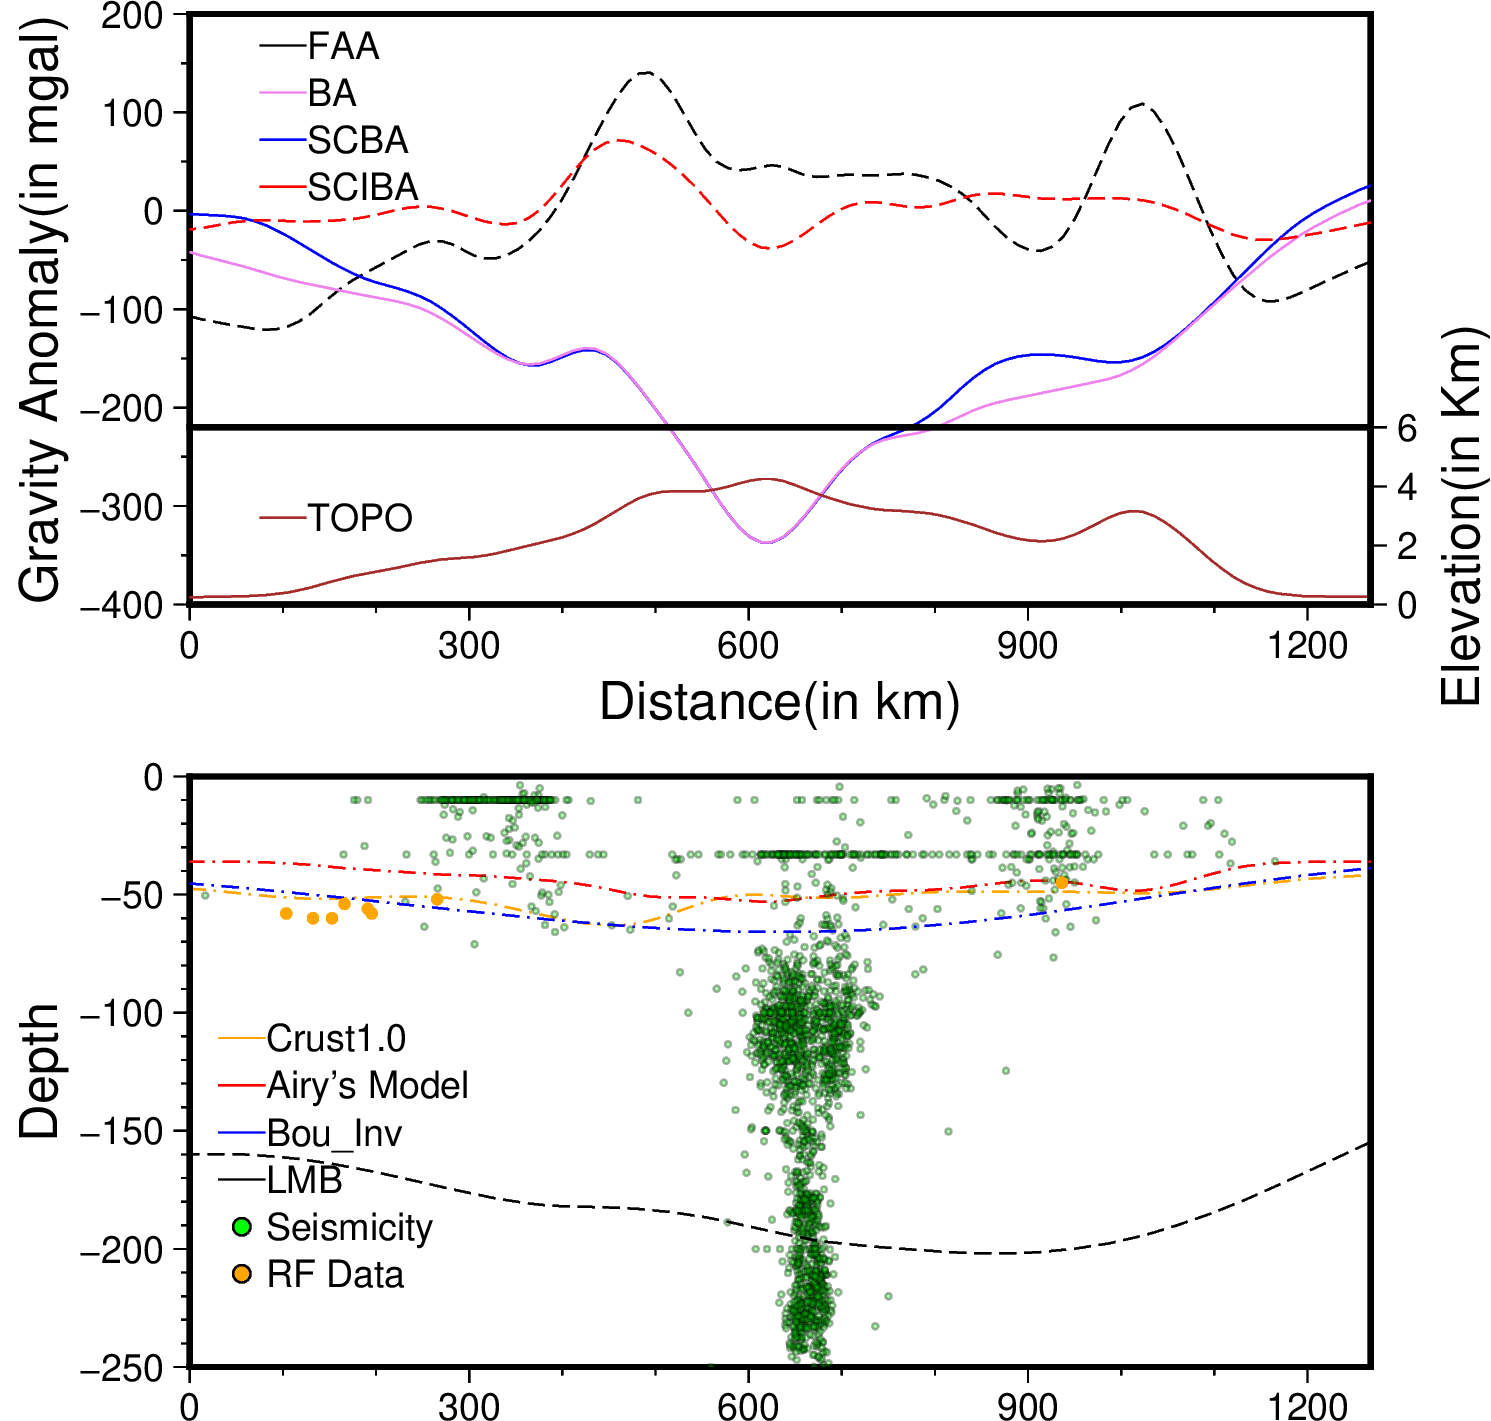 200
100
0
−100
−200
−300
−400
Gravity Anomaly(in mgal)
FAA
BA
SCBA
SCIBA
TOPO
6
4
2
0
Elevation(in Km)
0 300 600 900 1200
Distance(in km)
0
−50
−100
−150
−200
−250
Depth
Crust1.0
Airy's Model
Bou_Inv
LMB
Seismicity
RF Data
0 300 600 900 1200